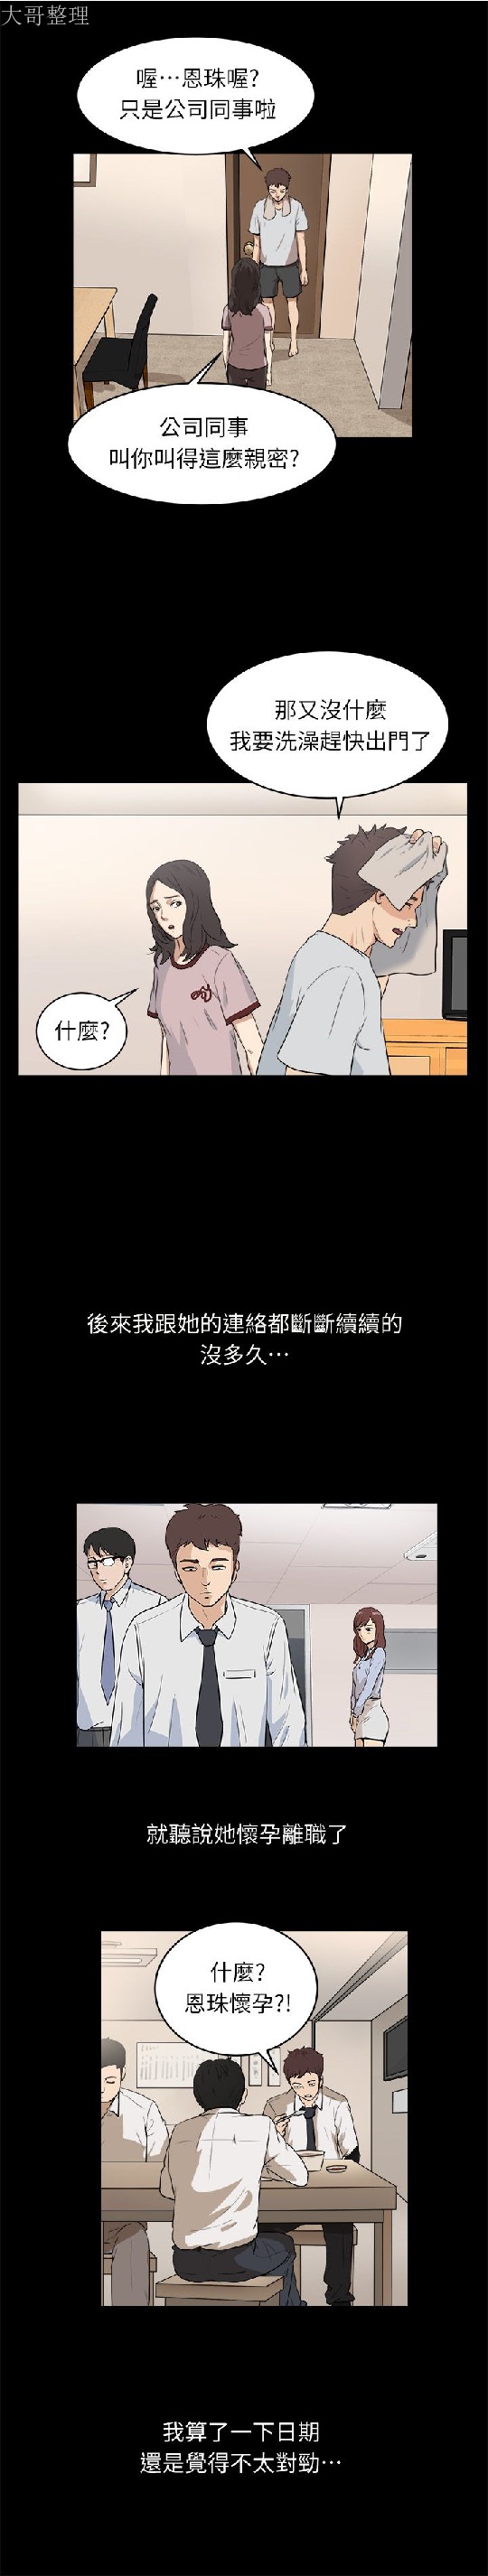 大哥整理
喔…恩珠喔?
只是公司同事啦
公司同事
叫你叫得這麼親密?
那又沒什麼
我要洗澡趕快出門了
什麼?
後來我跟她的連絡都斷斷續續的
沒多久…
就聽說她懷孕離職了
什麼?
恩珠懷孕?!
我算了一下日期
還是覺得不太對勁…